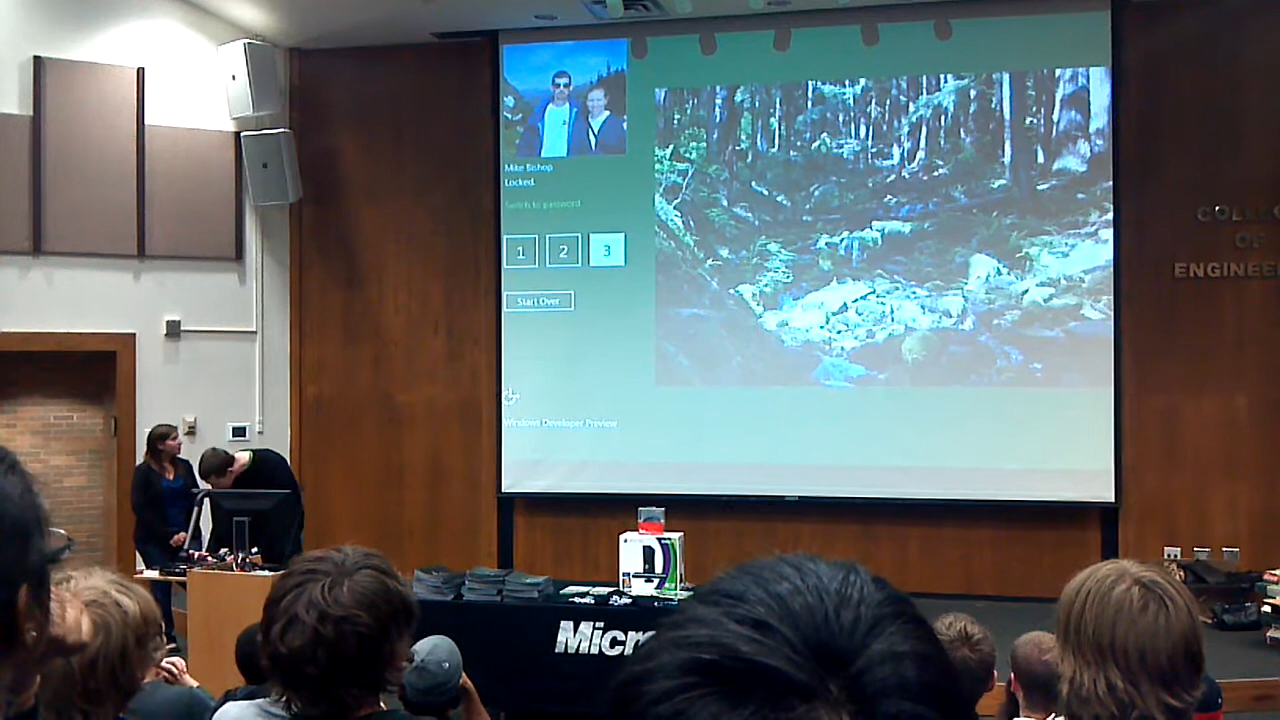 Mike Bishop
Locked.
Switch to password
1 2 3
Start Over
Windows Developer Preview
COLLE
OF
ENGINEE
Micr